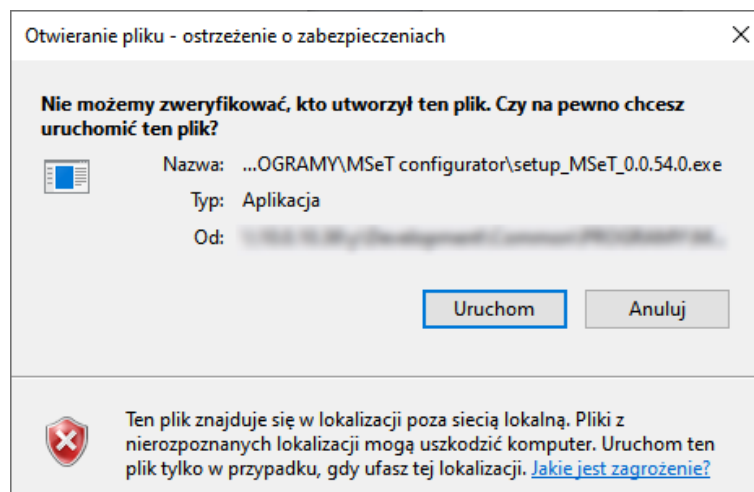 Otwieranie pliku - ostrzeżenie o zabezpieczeniach
Nie możemy zweryfikować, kto utworzył ten plik. Czy na pewno chcesz
uruchomić ten plik?
Nazwa: ...OGRAMY\MSeT configurator\setup_MSeT_0.0.54.0.exe
Typ: Aplikacja
Od:
Uruchom Anuluj
Ten plik znajduje się w lokalizacji poza siecią lokalną. Pliki z
nierozpoznanych lokalizacji mogą uszkodzić komputer. Uruchom ten
plik tylko w przypadku, gdy ufasz tej lokalizacji. Jakie jest zagrożenie?